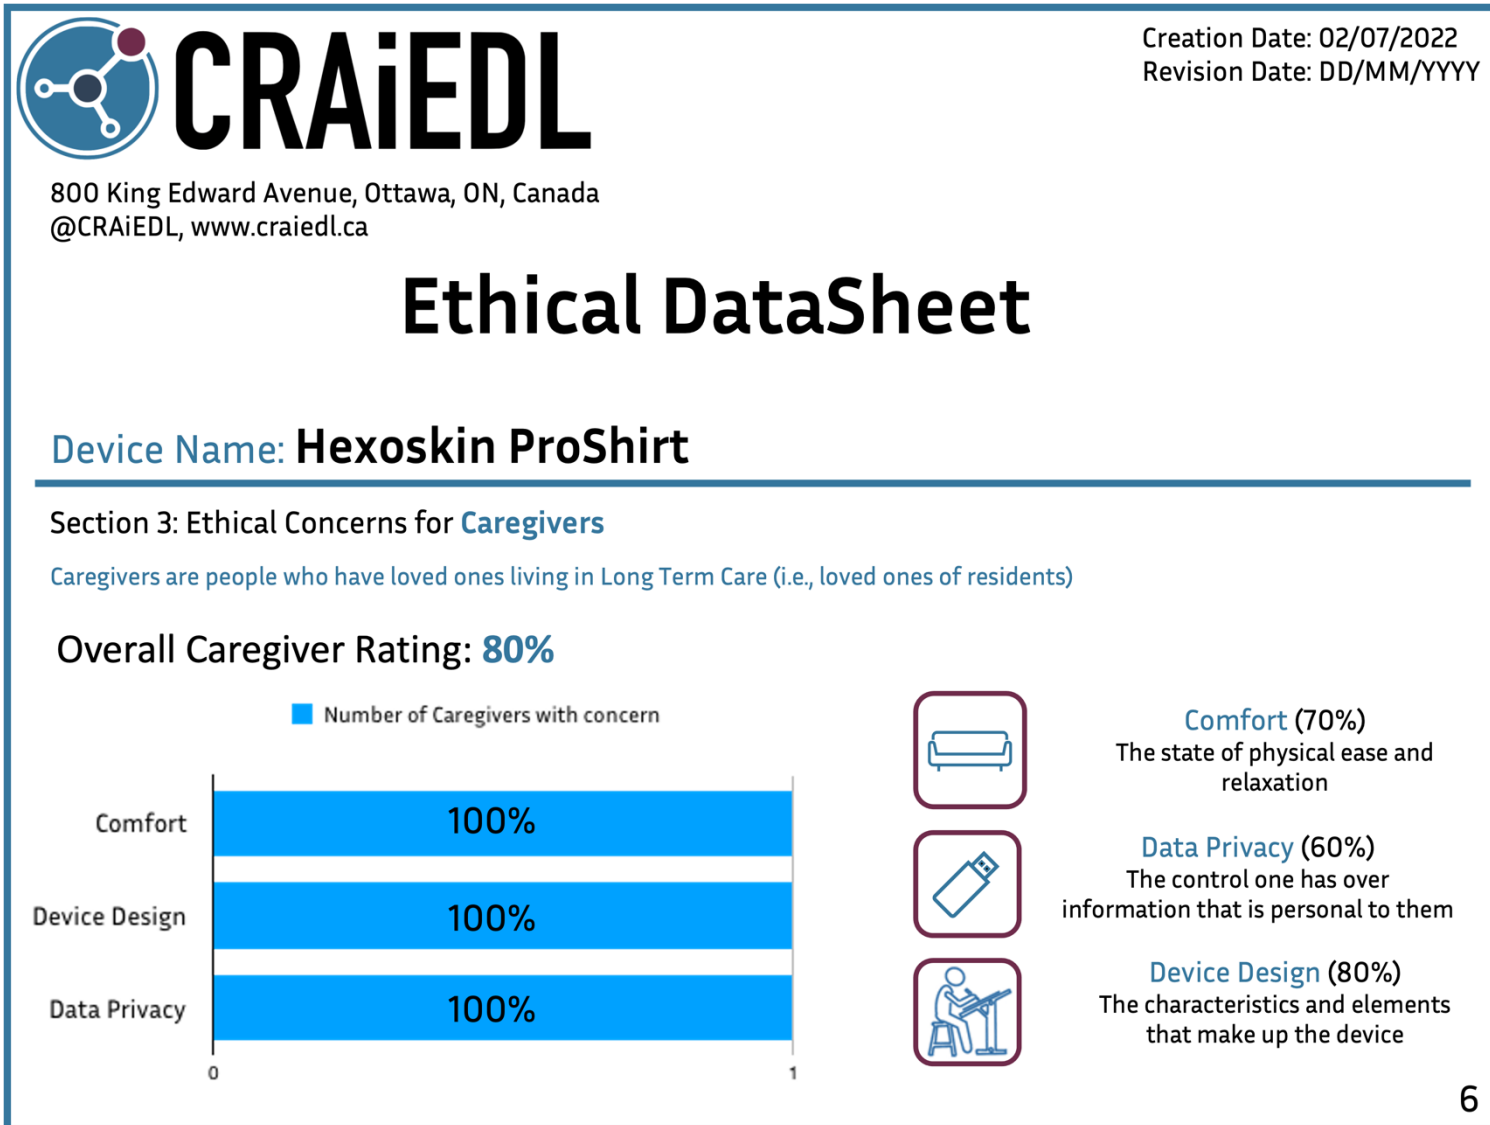 CRAiEDL
Creation Date: 02/07/2022
Revision Date: DD/MM/YYYY
800 King Edward Avenue, Ottawa, ON, Canada
@CRAiEDL, www.craiedl.ca
Ethical DataSheet
Device Name: Hexoskin ProShirt
Section 3: Ethical Concerns for Caregivers
Caregivers are people who have loved ones living in Long Term Care (i.e., loved ones of residents)
Overall Caregiver Rating: 80%
Number of Caregivers with concern
Comfort 100%
Device Design 100%
Data Privacy 100%
0 1
Comfort (70%)
The state of physical ease and
relaxation
Data Privacy (60%)
The control one has over
information that is personal to them
Device Design (80%)
The characteristics and elements
that make up the device
6